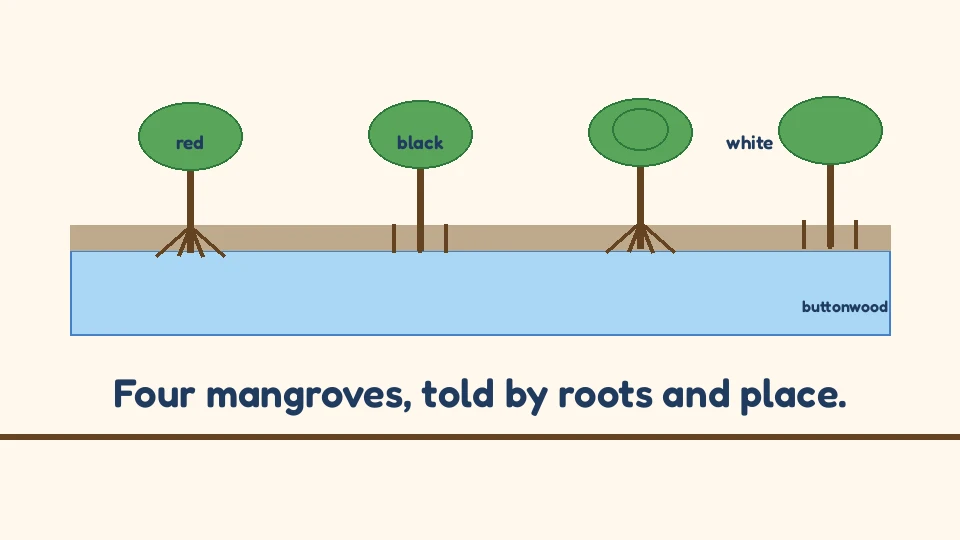 red
black
white
buttonwood
Four mangroves, told by roots and place.